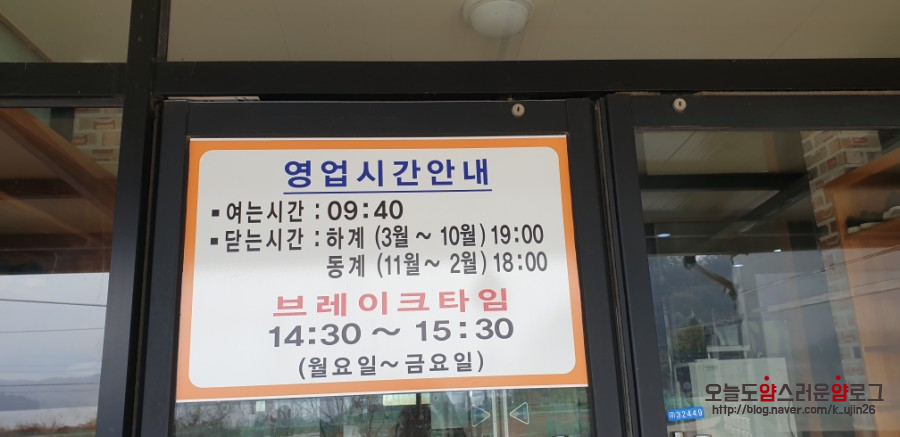 영업시간안내
▪여는시간 : 09:40
▪닫는시간 : 하계 (3월~ 10월) 19:00
동계 (11월~ 2월) 18:00
브레이크타임
14:30 ~ 15:30
(월요일~금요일)
32449
오늘도얌스러운얌로그
http://blog.naver.com/k_ujin26